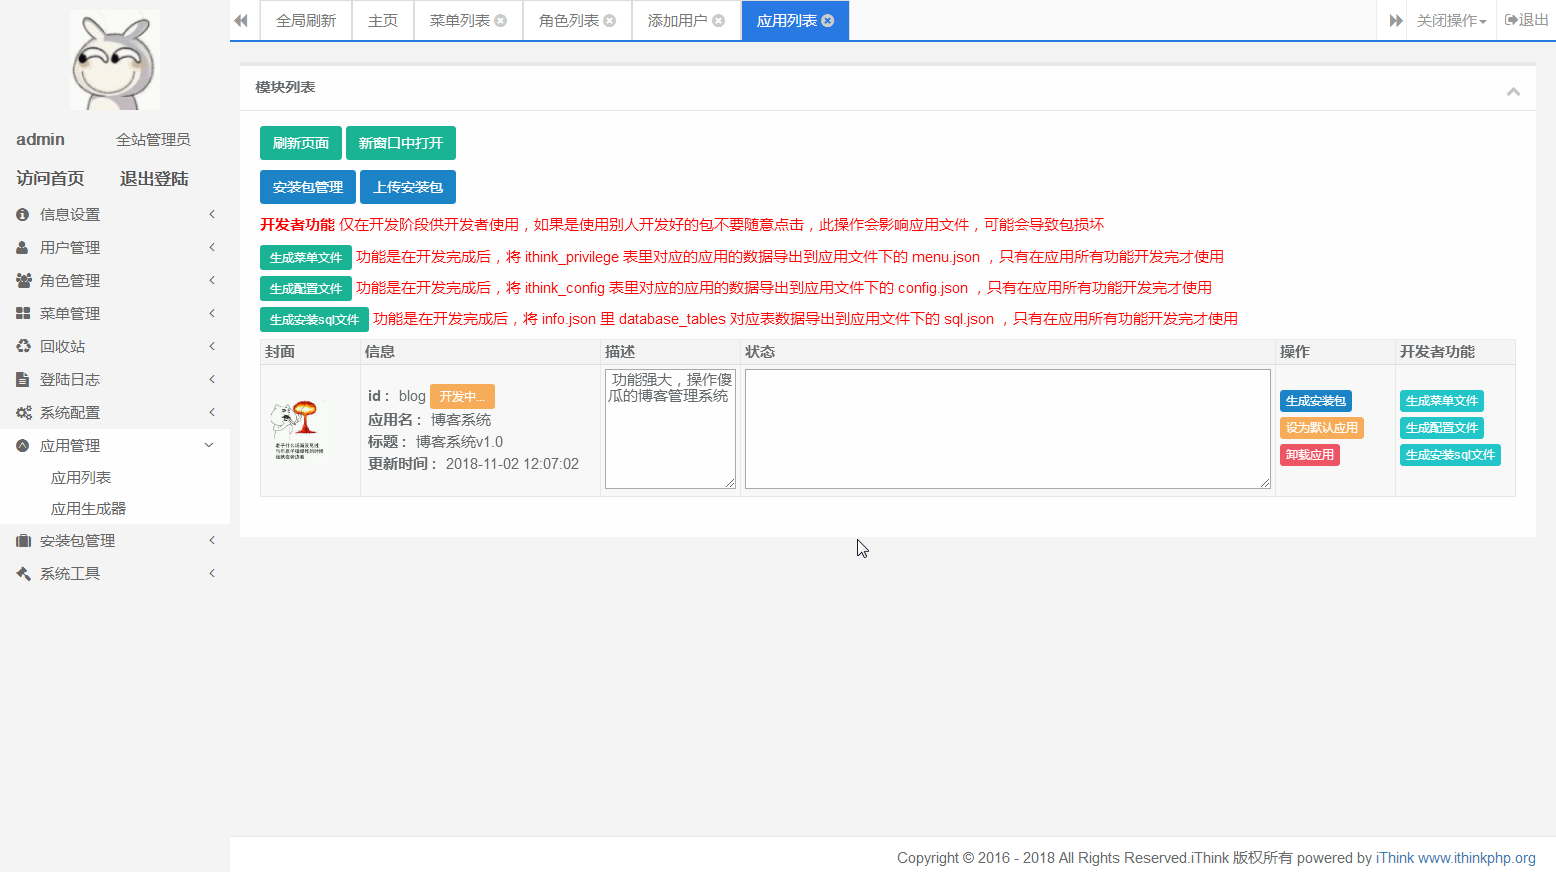 全局刷新 主页 菜单列表 角色列表 添加用户 应用列表 关闭操作 退出
admin 全站管理员
访问首页 退出登陆
信息设置
用户管理
角色管理
菜单管理
回收站
登陆日志
系统配置
应用管理
应用列表
应用生成器
安装包管理
系统工具
模块列表
刷新页面 新窗口中打开
安装包管理 上传安装包
开发者功能 仅在开发阶段供开发者使用，如果是使用别人开发好的包不要随意点击，此操作会影响应用文件，可能会导致包损坏
生成菜单文件 功能是在开发完成后，将 ithink_privilege 表里对应的应用的数据导出到应用文件下的 menu.json ，只有在应用所有功能开发完才使用
生成配置文件 功能是在开发完成后，将 ithink_config 表里对应的应用的数据导出到应用文件下的 config.json ，只有在应用所有功能开发完才使用
生成安装sql文件 功能是在开发完成后，将 info.json 里 database_tables 对应表数据导出到应用文件下的 sql.json ，只有在应用所有功能开发完才使用
封面 信息 描述 状态 操作 开发者功能
id： blog 开发中...
应用名： 博客系统
标题： 博客系统v1.0
更新时间： 2018-11-02 12:07:02
功能强大，操作傻
瓜的博客管理系统
生成安装包
设为默认应用
卸载应用
生成菜单文件
生成配置文件
生成安装sql文件
Copyright © 2016 - 2018 All Rights Reserved.iThink 版权所有 powered by iThink www.ithinkphp.org